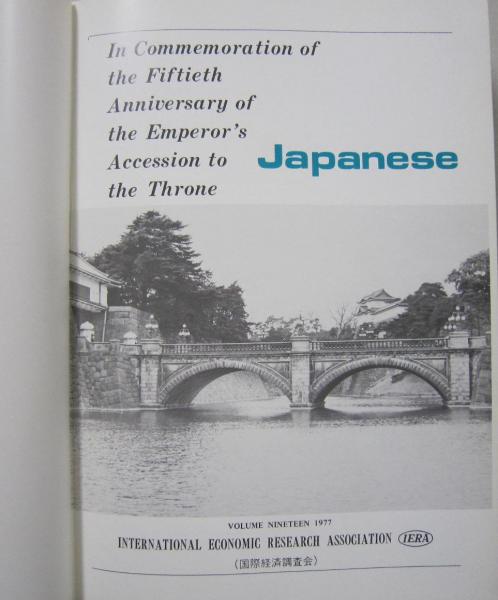 In Commemoration of
the Fiftieth
Anniversary of
the Emperor's
Accession to
the Throne
Japanese
VOLUME NINETEEN 1977
INTERNATIONAL ECONOMIC RESEARCH ASSOCIATION IERA
（国際経済調査会）